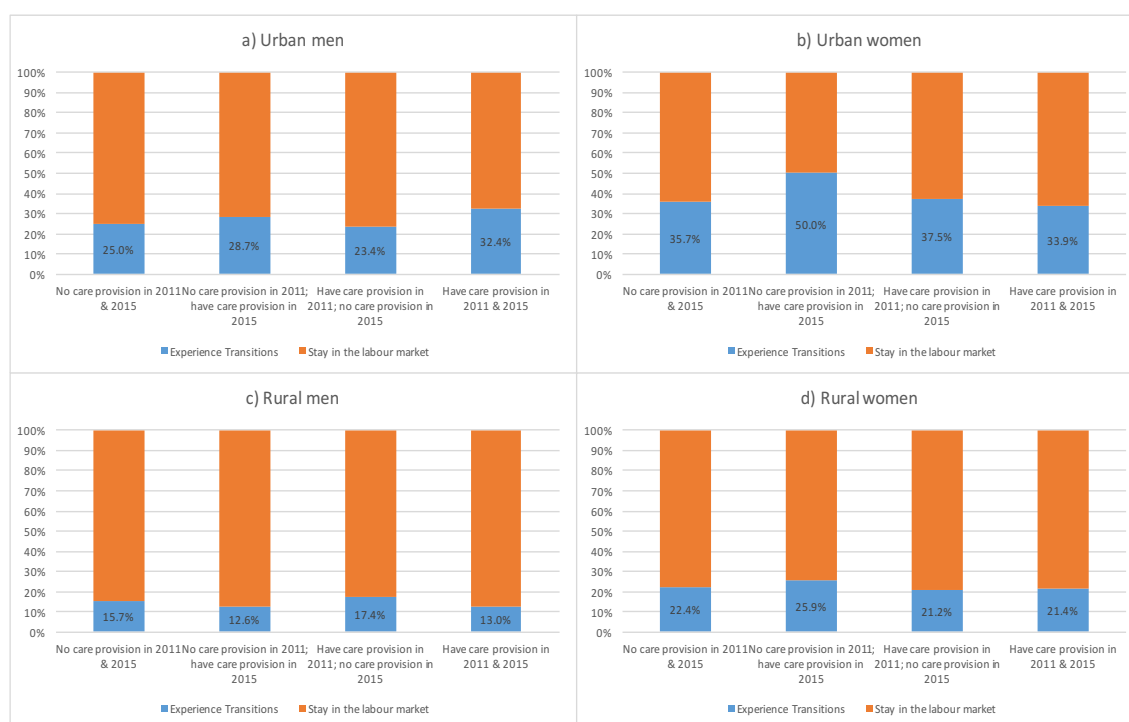 a) Urban men
100%
90%
80%
70%
60%
50%
40%
30%
20%
10%
0%
25.0%
28.7%
23.4%
32.4%
No care provision in 2011
& 2015
No care provision in 2011;
have care provision in
2015
Have care provision in
2011; no care provision in
2015
Have care provision in
2011 & 2015
Experience Transitions
Stay in the labour market
b) Urban women
100%
90%
80%
70%
60%
50%
40%
30%
20%
10%
0%
35.7%
50.0%
37.5%
33.9%
No care provision in 2011
& 2015
No care provision in 2011;
have care provision in
2015
Have care provision in
2011; no care provision in
2015
Have care provision in
2011 & 2015
Experience Transitions
Stay in the labour market
c) Rural men
100%
90%
80%
70%
60%
50%
40%
30%
20%
10%
0%
15.7%
12.6%
17.4%
13.0%
No care provision in 2011
& 2015
No care provision in 2011;
have care provision in
2015
Have care provision in
2011; no care provision in
2015
Have care provision in
2011 & 2015
Experience Transitions
Stay in the labour market
d) Rural women
100%
90%
80%
70%
60%
50%
40%
30%
20%
10%
0%
22.4%
25.9%
21.2%
21.4%
No care provision in 2011
& 2015
No care provision in 2011;
have care provision in
2015
Have care provision in
2011; no care provision in
2015
Have care provision in
2011 & 2015
Experience Transitions
Stay in the labour market